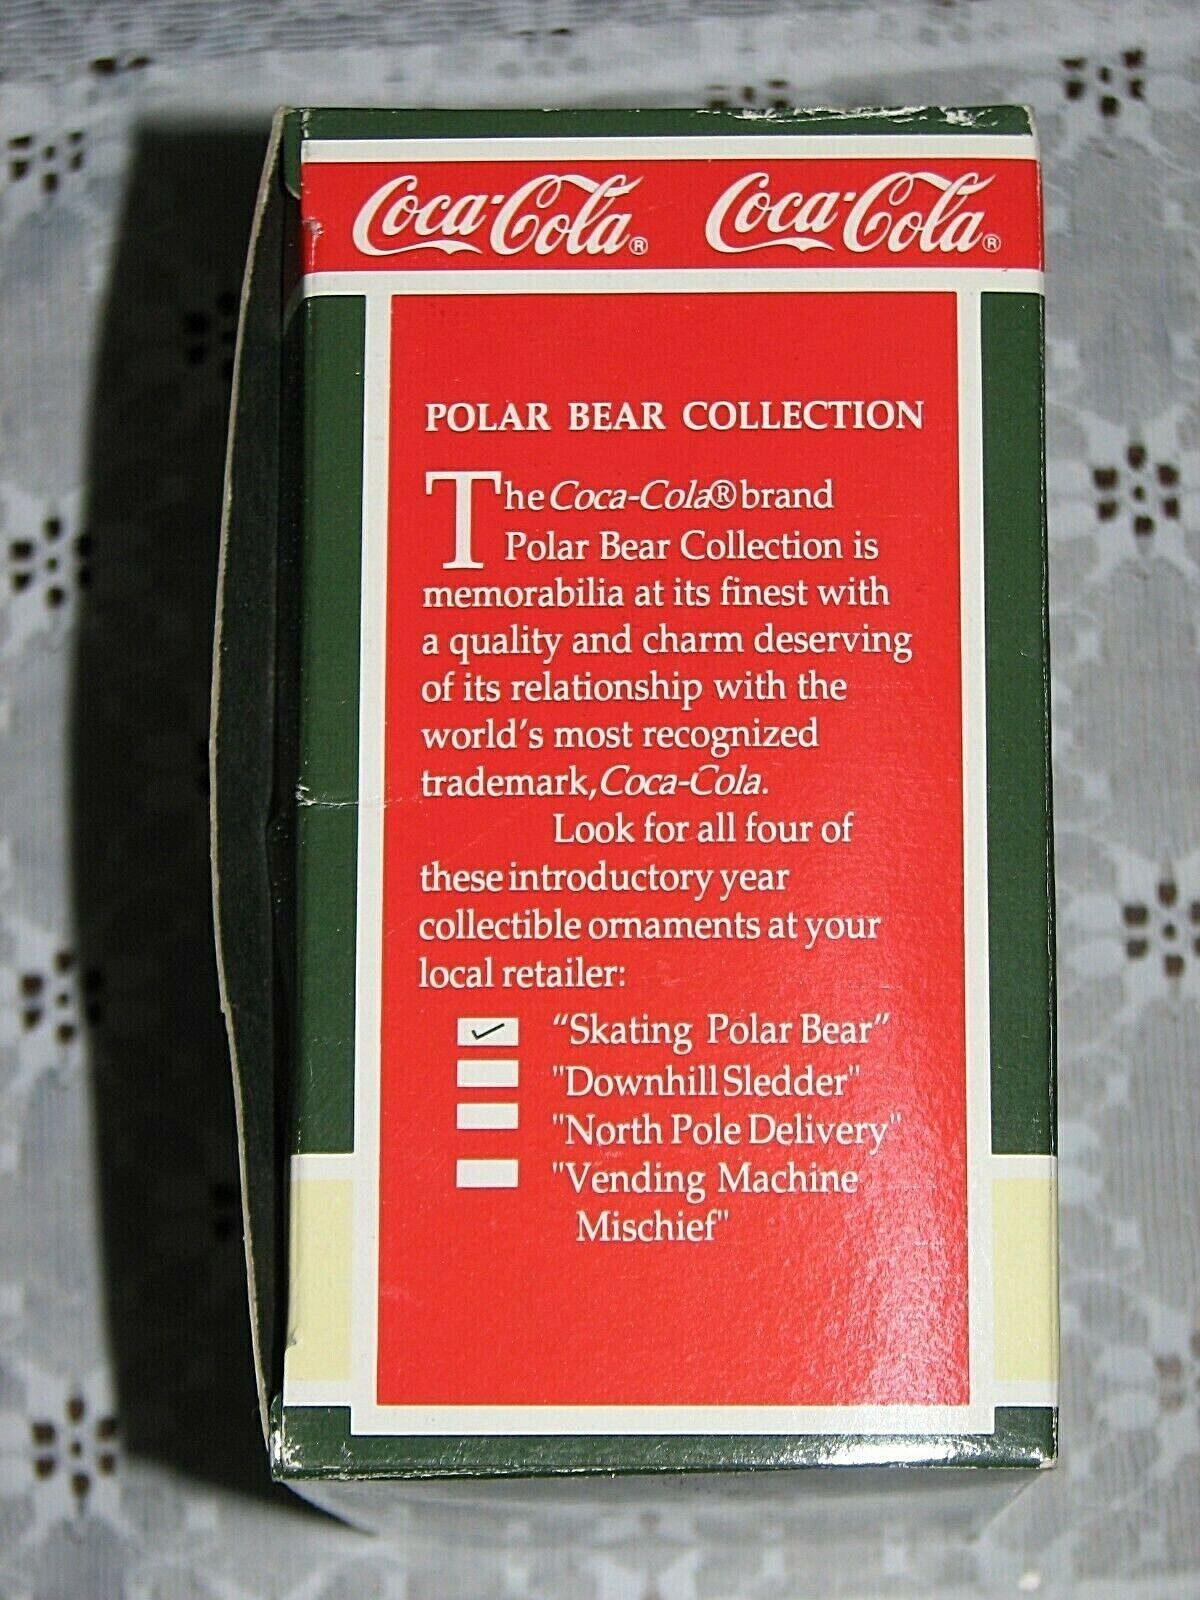 Coca-Cola® Coca-Cola®
POLAR BEAR COLLECTION
The Coca-Cola® brand
Polar Bear Collection is
memorabilia at its finest with
a quality and charm deserving
of its relationship with the
world's most recognized
trademark, Coca-Cola.
Look for all four of
these introductory year
collectible ornaments at your
local retailer:
“Skating Polar Bear”
"Downhill Sledder"
"North Pole Delivery"
"Vending Machine
Mischief"